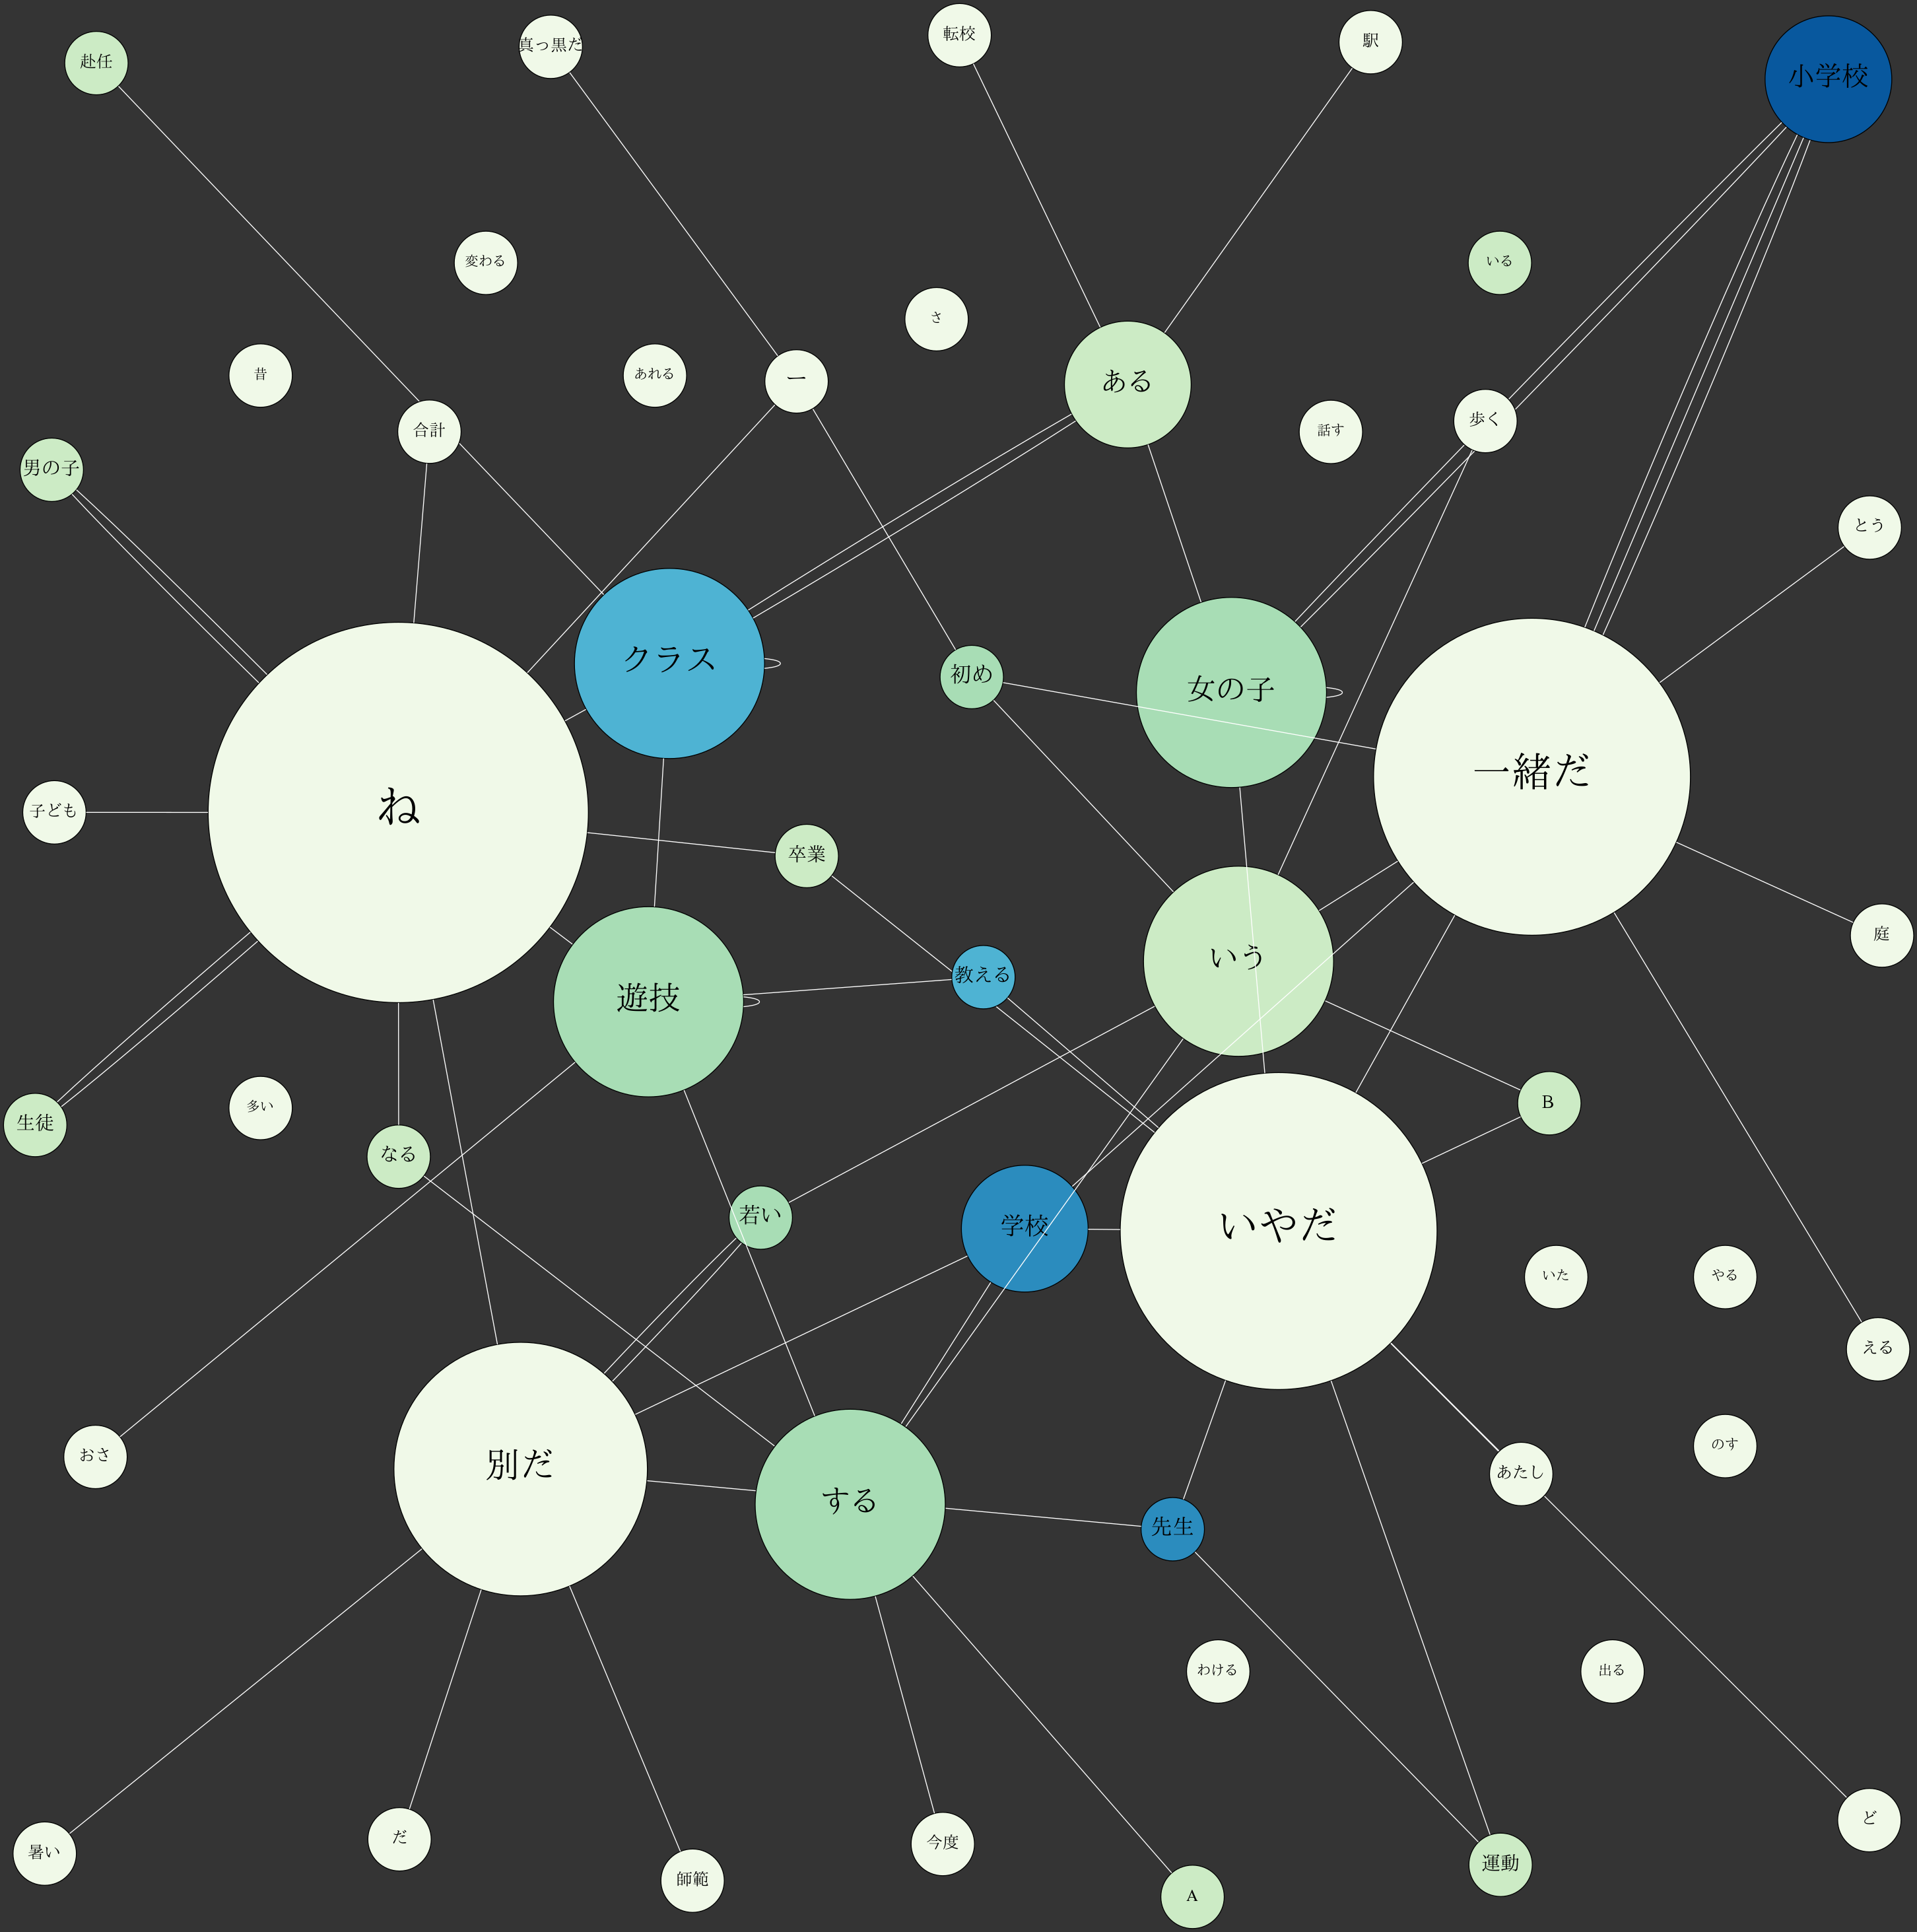 赴任
真っ黒だ
転校
駅
小学校
変わる
いる
さ
昔
あれる
ー
ある
話す
歩く
合計
男の子
とう
クラス
初め
女の子
一緒だ
ね
子ども
卒業
庭
いう
教える
遊技
B
多い
生徒
なる
若い
学校
いやだ
いた
やる
える
のす
おさ
別だ
する
あたし
先生
わける
出る
ど
暑い
だ
今度
師範
A
運動